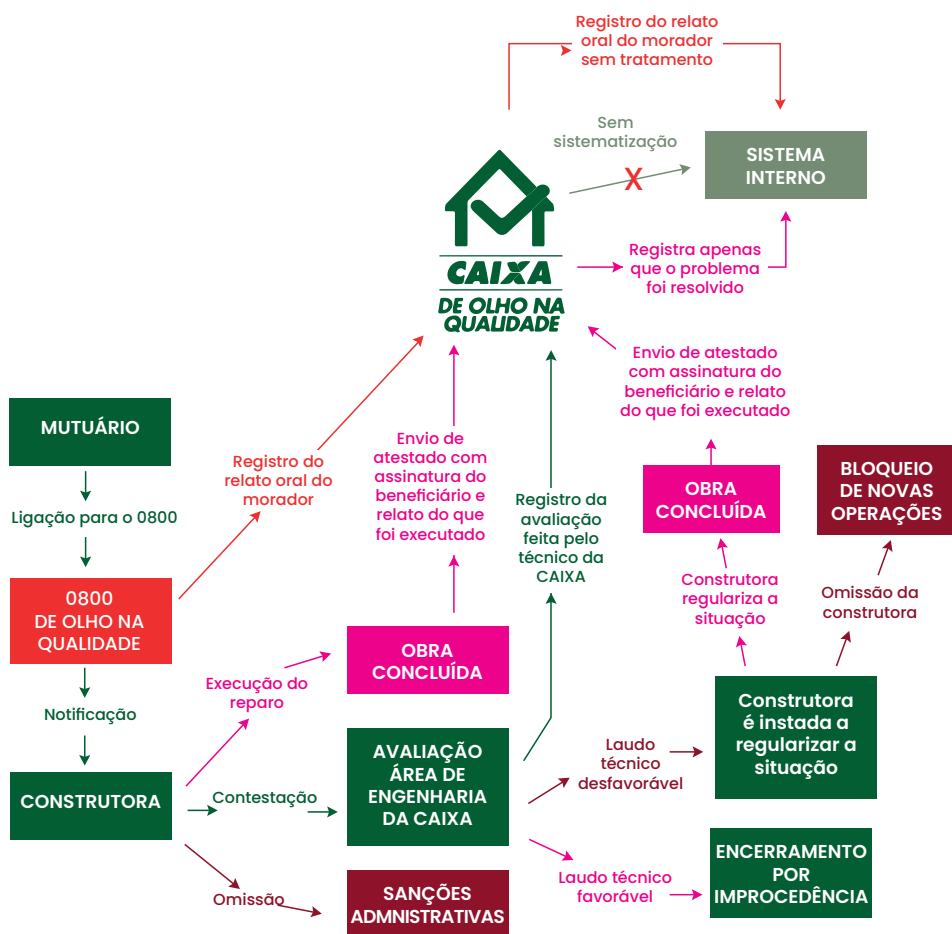 Registro do relato
oral do morador
sem tratamento
Sem
sistematização
X
SISTEMA
INTERNO
CAIXA
DE OLHO NA
QUALIDADE
Registra apenas
que o problema
foi resolvido
Envio de atestado
com assinatura do
beneficiário e relato
do que foi executado
MUTUÁRIO
Ligação para o 0800
0800
DE OLHO NA
QUALIDADE
Notificação
CONSTRUTORA
Registro do
relato oral do
morador
Envio de
atestado com
assinatura do
beneficiário e
relato do que
foi executado
Registro da
avaliação
feita pelo
técnico da
CAIXA
OBRA
CONCLUÍDA
BLOQUEIO
DE NOVAS
OPERAÇÕES
Construtora
regulariza a
situação
Omissão da
construtora
Execução do
reparo
OBRA
CONCLUÍDA
Contestação
AVALIAÇÃO
ÁREA DE
ENGENHARIA
DA CAIXA
Laudo
técnico
desfavorável
Construtora
é instada a
regularizar a
situação
Omissão
SANÇÕES
ADMNISTRATIVAS
Laudo técnico
favorável
ENCERRAMENTO
POR
IMPROCEDÊNCIA